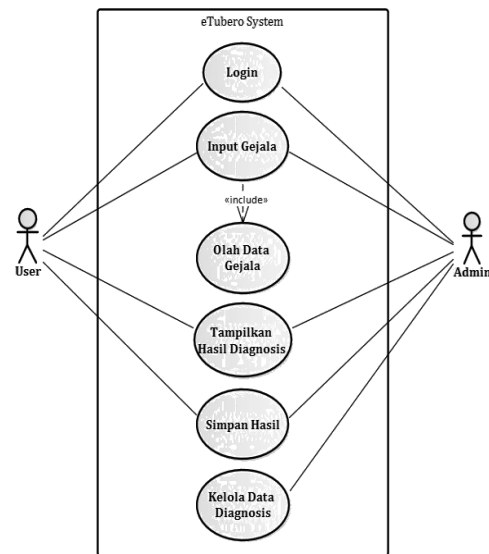 eTubero System
Login
Input Gejala
«include»
Olah Data
Gejala
User
Admin
Tampilkan
Hasil Diagnosis
Simpan Hasil
Kelola Data
Diagnosis